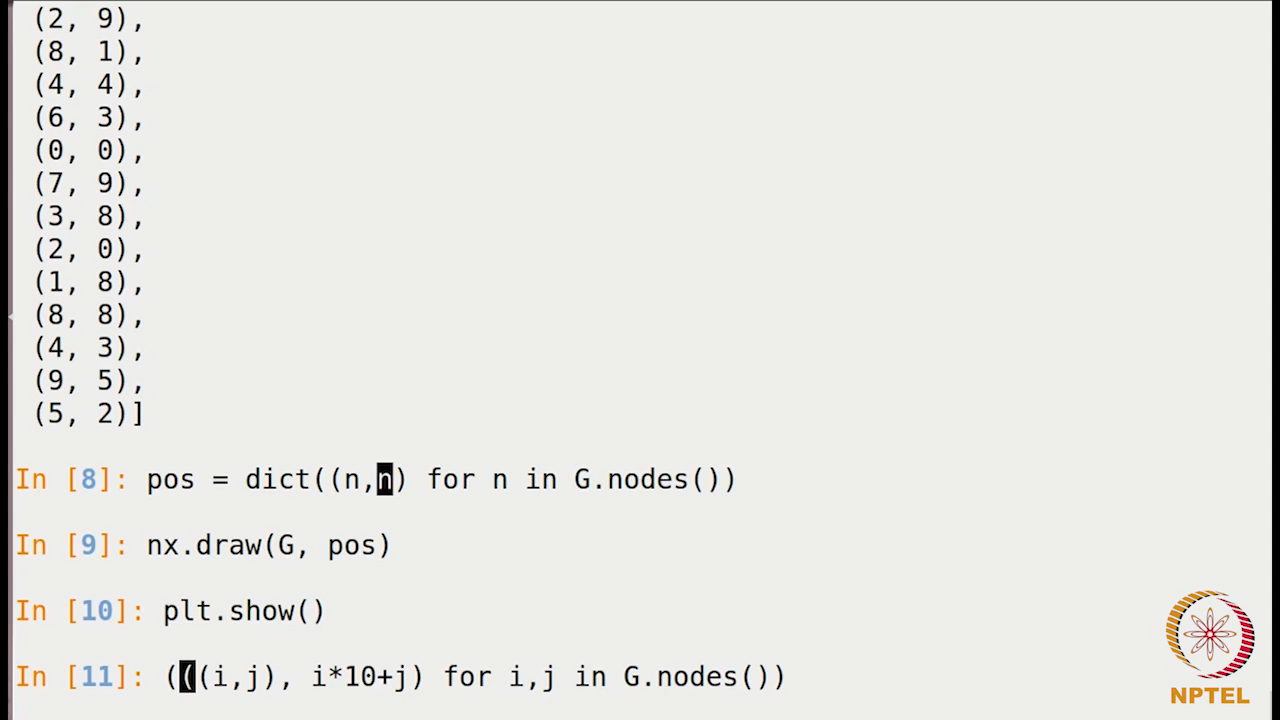 (2, 9),
(8, 1),
(4, 4),
(6, 3),
(0, 0),
(7, 9),
(3, 8),
(2, 0),
(1, 8),
(8, 8),
(4, 3),
(9, 5),
(5, 2)]
In [8]: pos = dict((n,n) for n in G.nodes())
In [9]: nx.draw(G, pos)
In [10]: plt.show()
In [11]: (((i,j), i*10+j) for i,j in G.nodes())
NPTEL